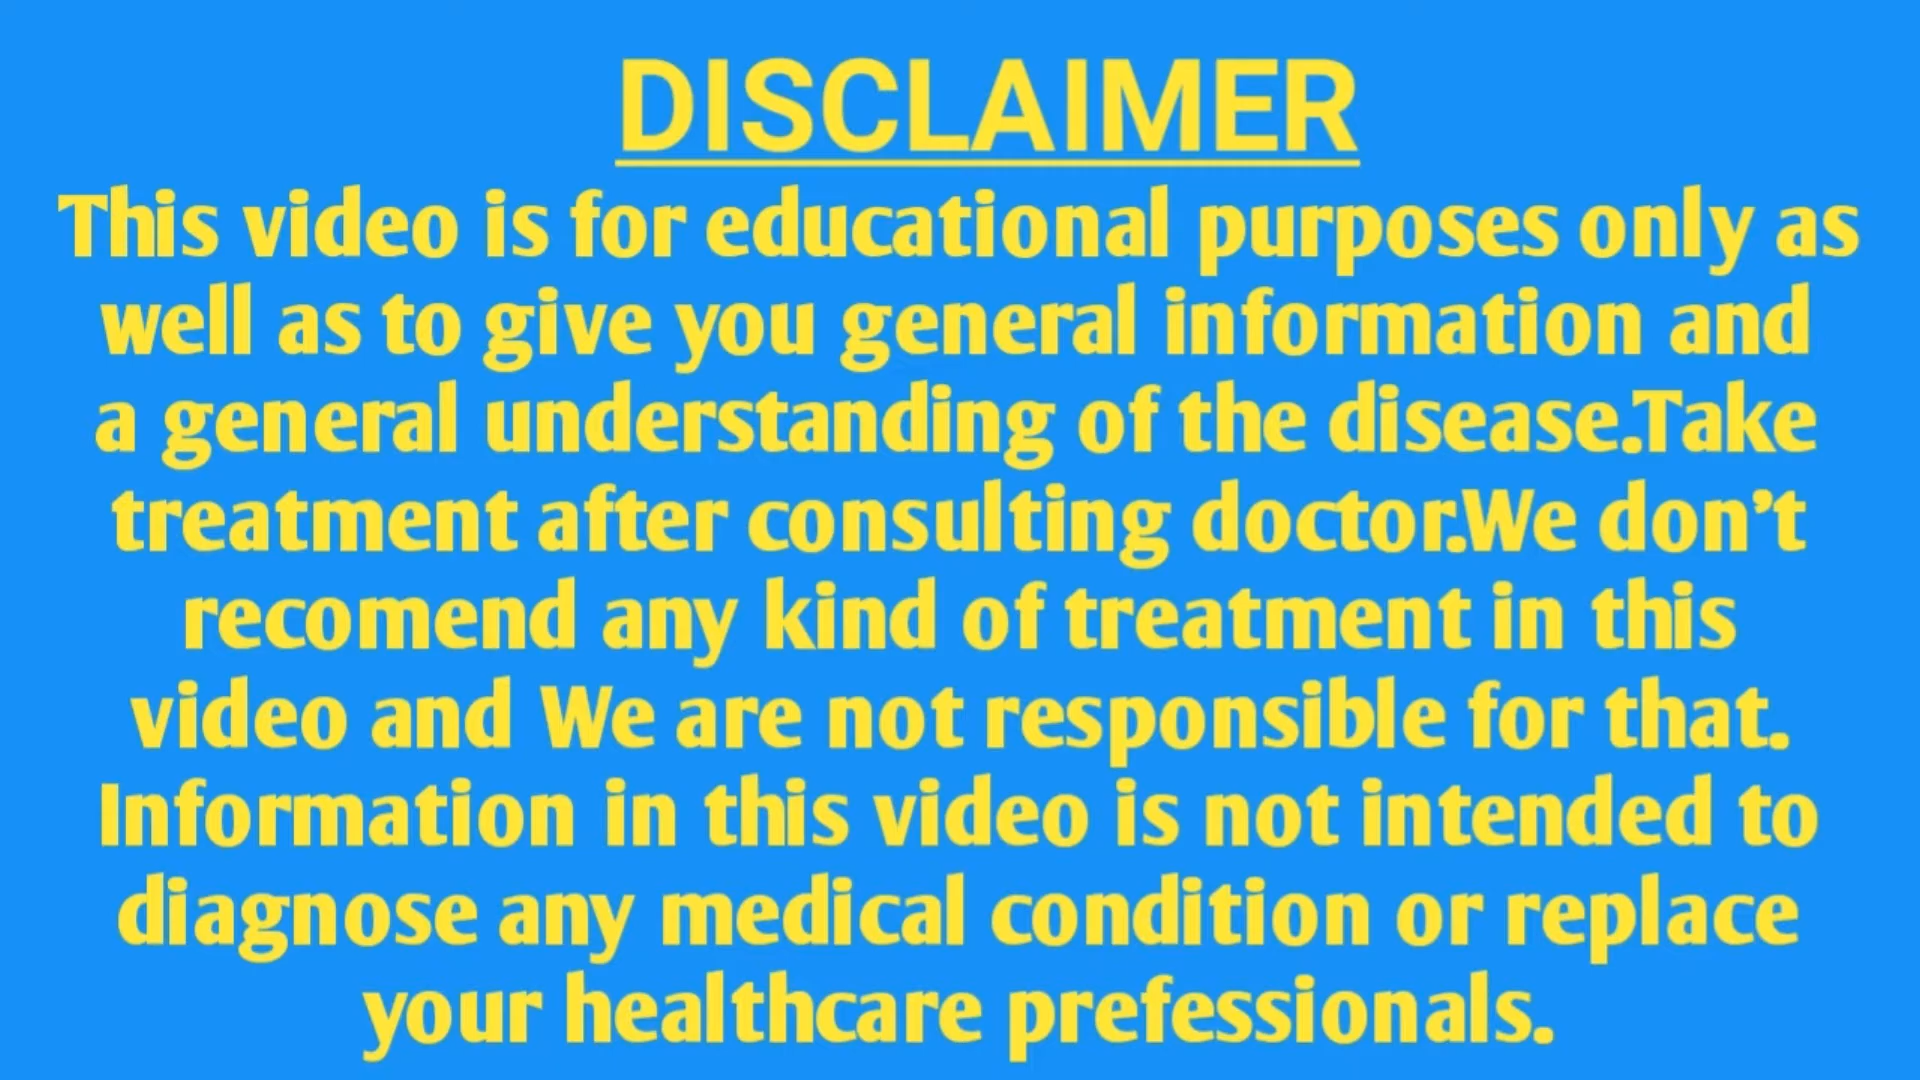 DISCLAIMER
This video is for educational purposes only as
well as to give you general information and
a general understanding of the disease.Take
treatment after consulting doctor.We don't
recomend any kind of treatment in this
video and We are not responsible for that.
Information in this video is not intended to
diagnose any medical condition or replace
your healthcare prefessionals.